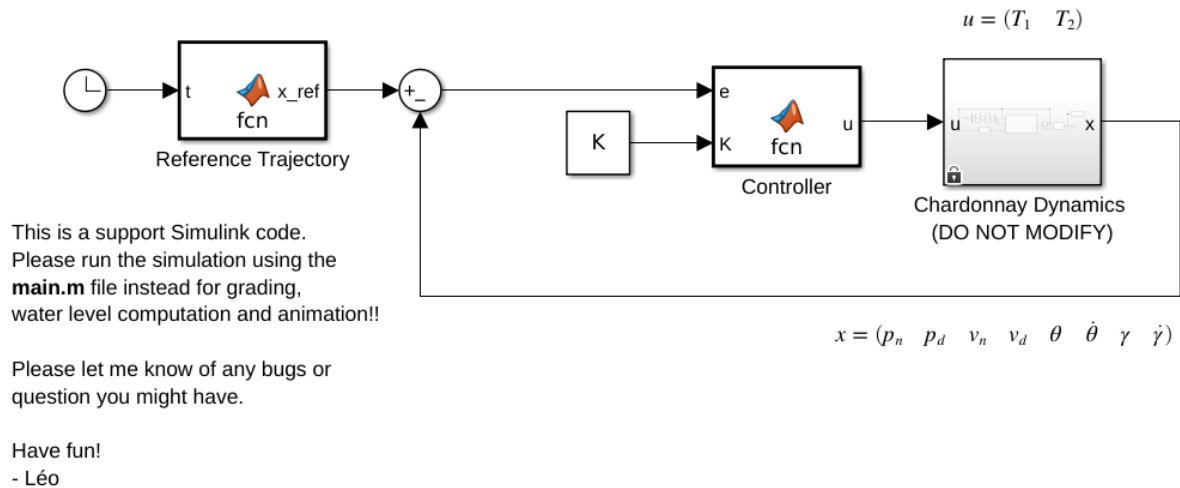 u = (T₁ T₂)
t
x_ref
fcn
Reference Trajectory
+_
K
e
K
u
fcn
Controller
u
x
Chardonnay Dynamics
(DO NOT MODIFY)
This is a support Simulink code.
Please run the simulation using the
main.m file instead for grading,
water level computation and animation!!
x = (pₙ p_d vₙ v_d θ θ̇ γ γ̇)
Please let me know of any bugs or
question you might have.
Have fun!
- Léo